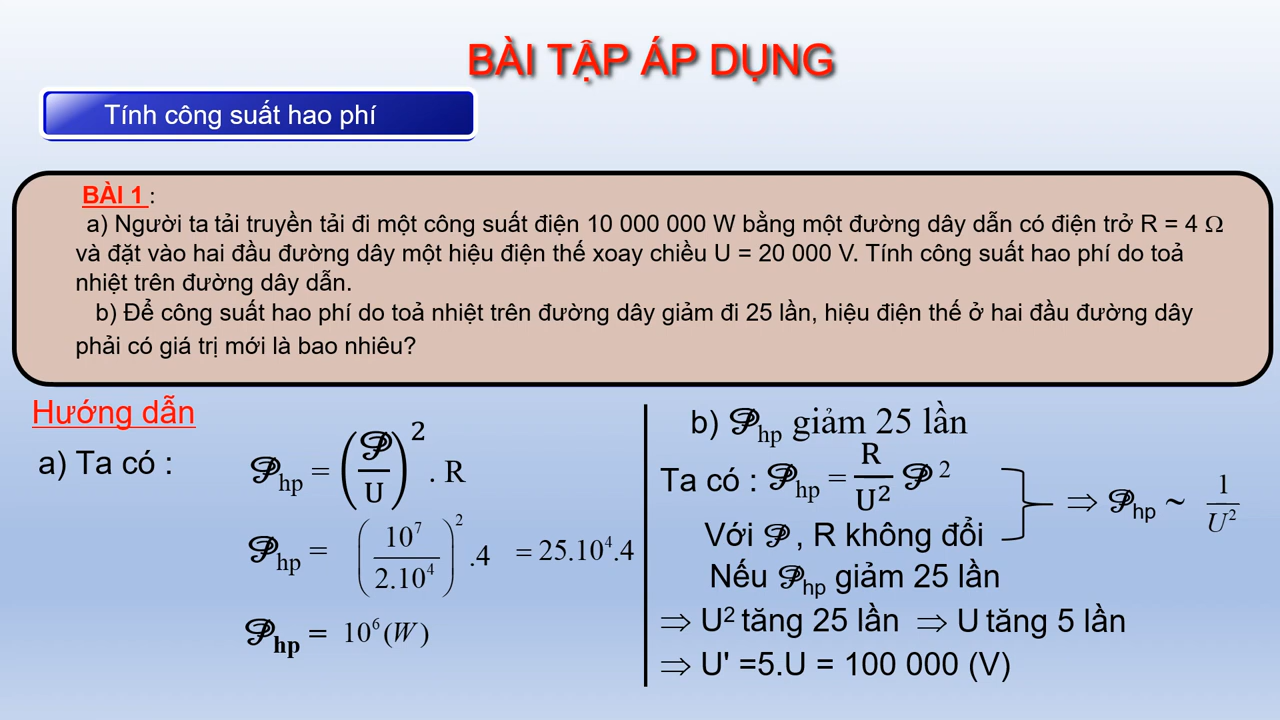 BÀI TẬP ÁP DỤNG
Tính công suất hao phí
BÀI 1 :
a) Người ta tải truyền tải đi một công suất điện 10 000 000 W bằng một đường dây dẫn có điện trở R = 4 Ω
và đặt vào hai đầu đường dây một hiệu điện thế xoay chiều U = 20 000 V. Tính công suất hao phí do toả
nhiệt trên đường dây dẫn.
b) Để công suất hao phí do toả nhiệt trên đường dây giảm đi 25 lần, hiệu điện thế ở hai đầu đường dây
phải có giá trị mới là bao nhiêu?
Hướng dẫn
a) Ta có : 𝒫hp = (𝒫/U)² . R
𝒫hp = (10⁷/2.10⁴)² .4 = 25.10⁴.4
𝒫hp = 10⁶ (W)
b) 𝒫hp giảm 25 lần
Ta có : 𝒫hp = R/U² 𝒫 ²
⇒ 𝒫hp ~ 1/U²
Với 𝒫 , R không đổi
Nếu 𝒫hp giảm 25 lần
⇒ U² tăng 25 lần ⇒ U tăng 5 lần
⇒ U' =5.U = 100 000 (V)